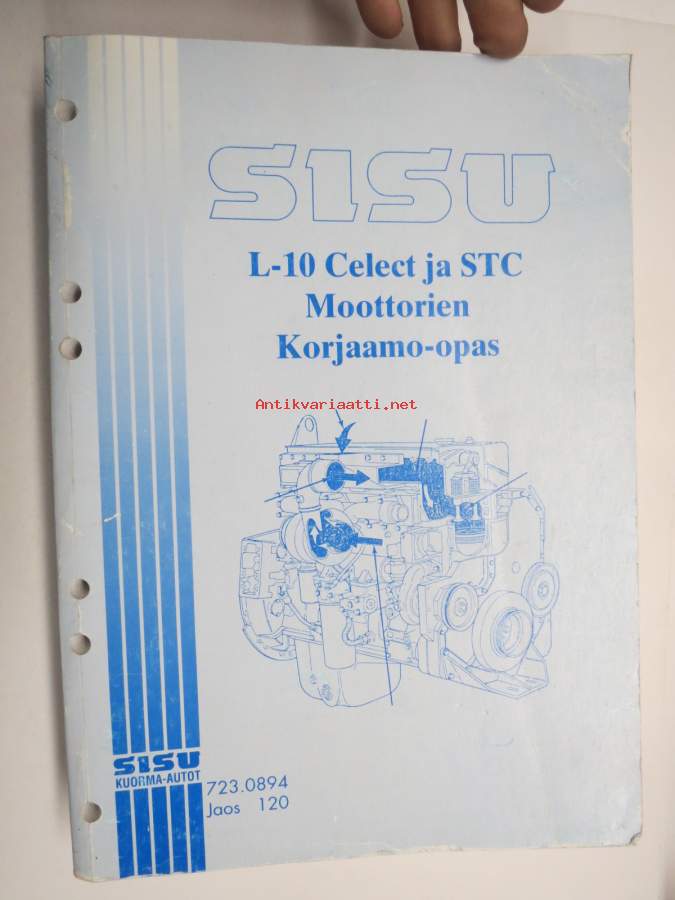 SISU
L-10 Celect ja STC
Moottorien
Korjaamo-opas
Antikvariaatti.net
SISU
KUORMA-AUTOT
723.0894
Jaos 120